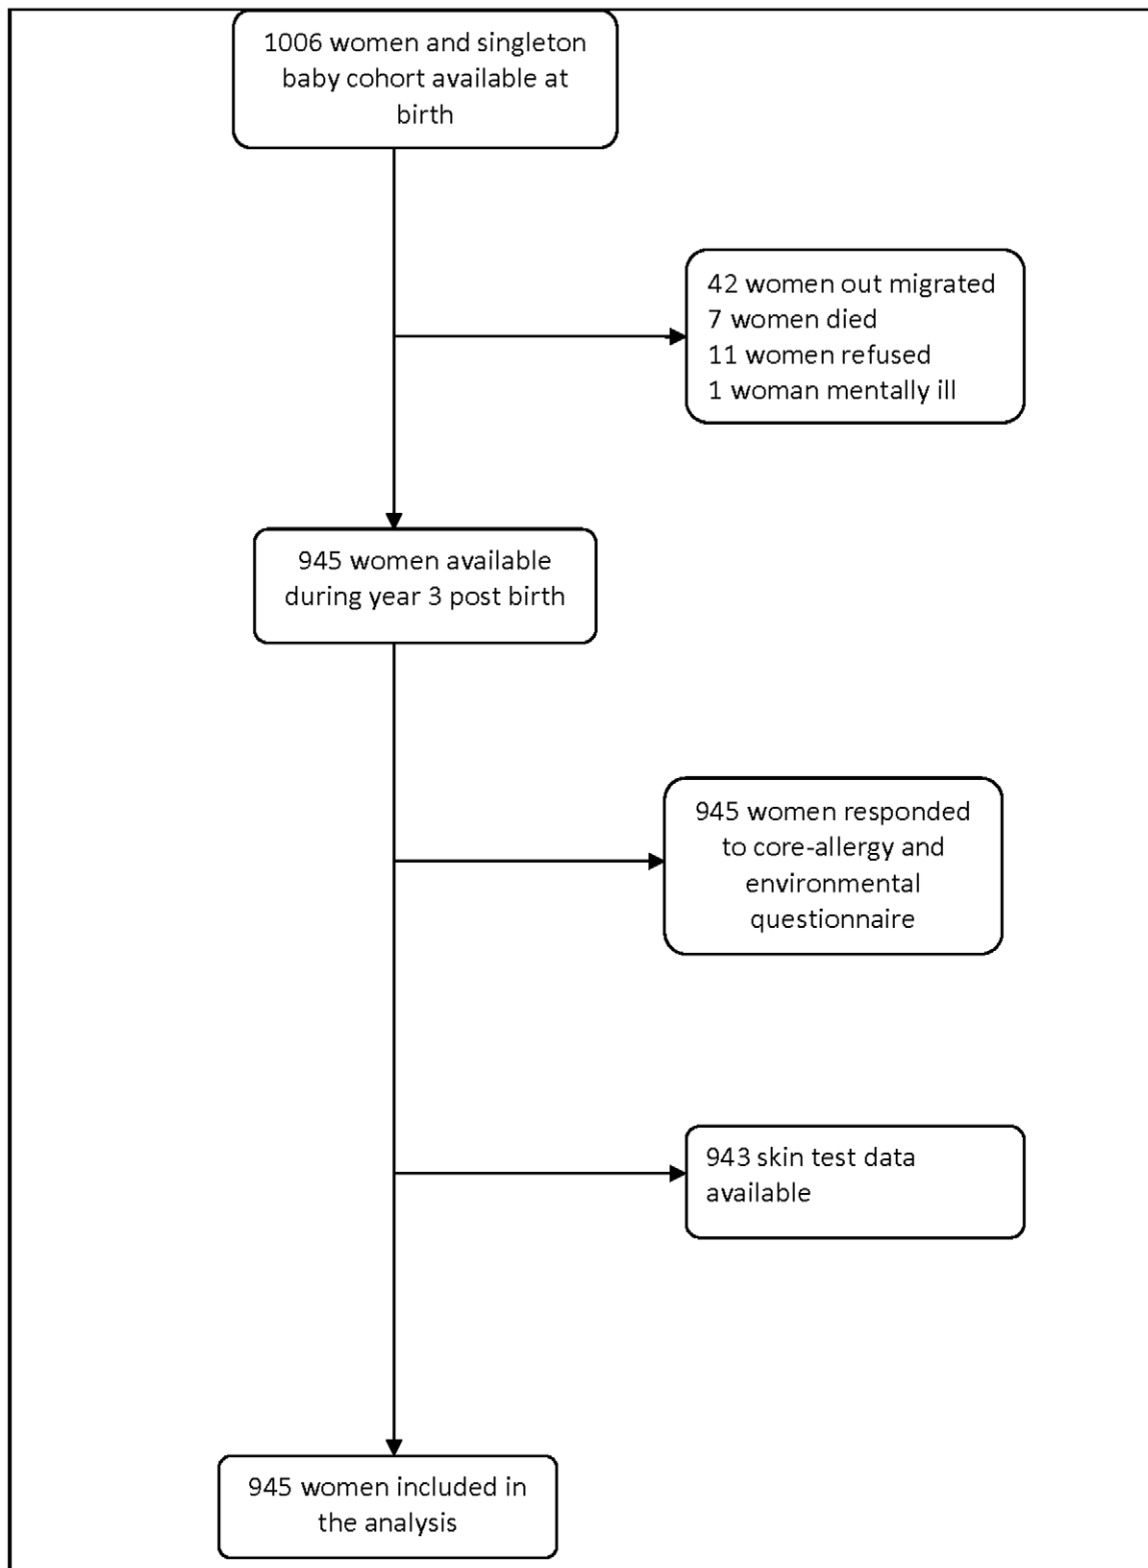 1006 women and singleton
baby cohort available at
birth
42 women out migrated
7 women died
11 women refused
1 woman mentally ill
945 women available
during year 3 post birth
945 women responded
to core-allergy and
environmental
questionnaire
943 skin test data
available
945 women included in
the analysis